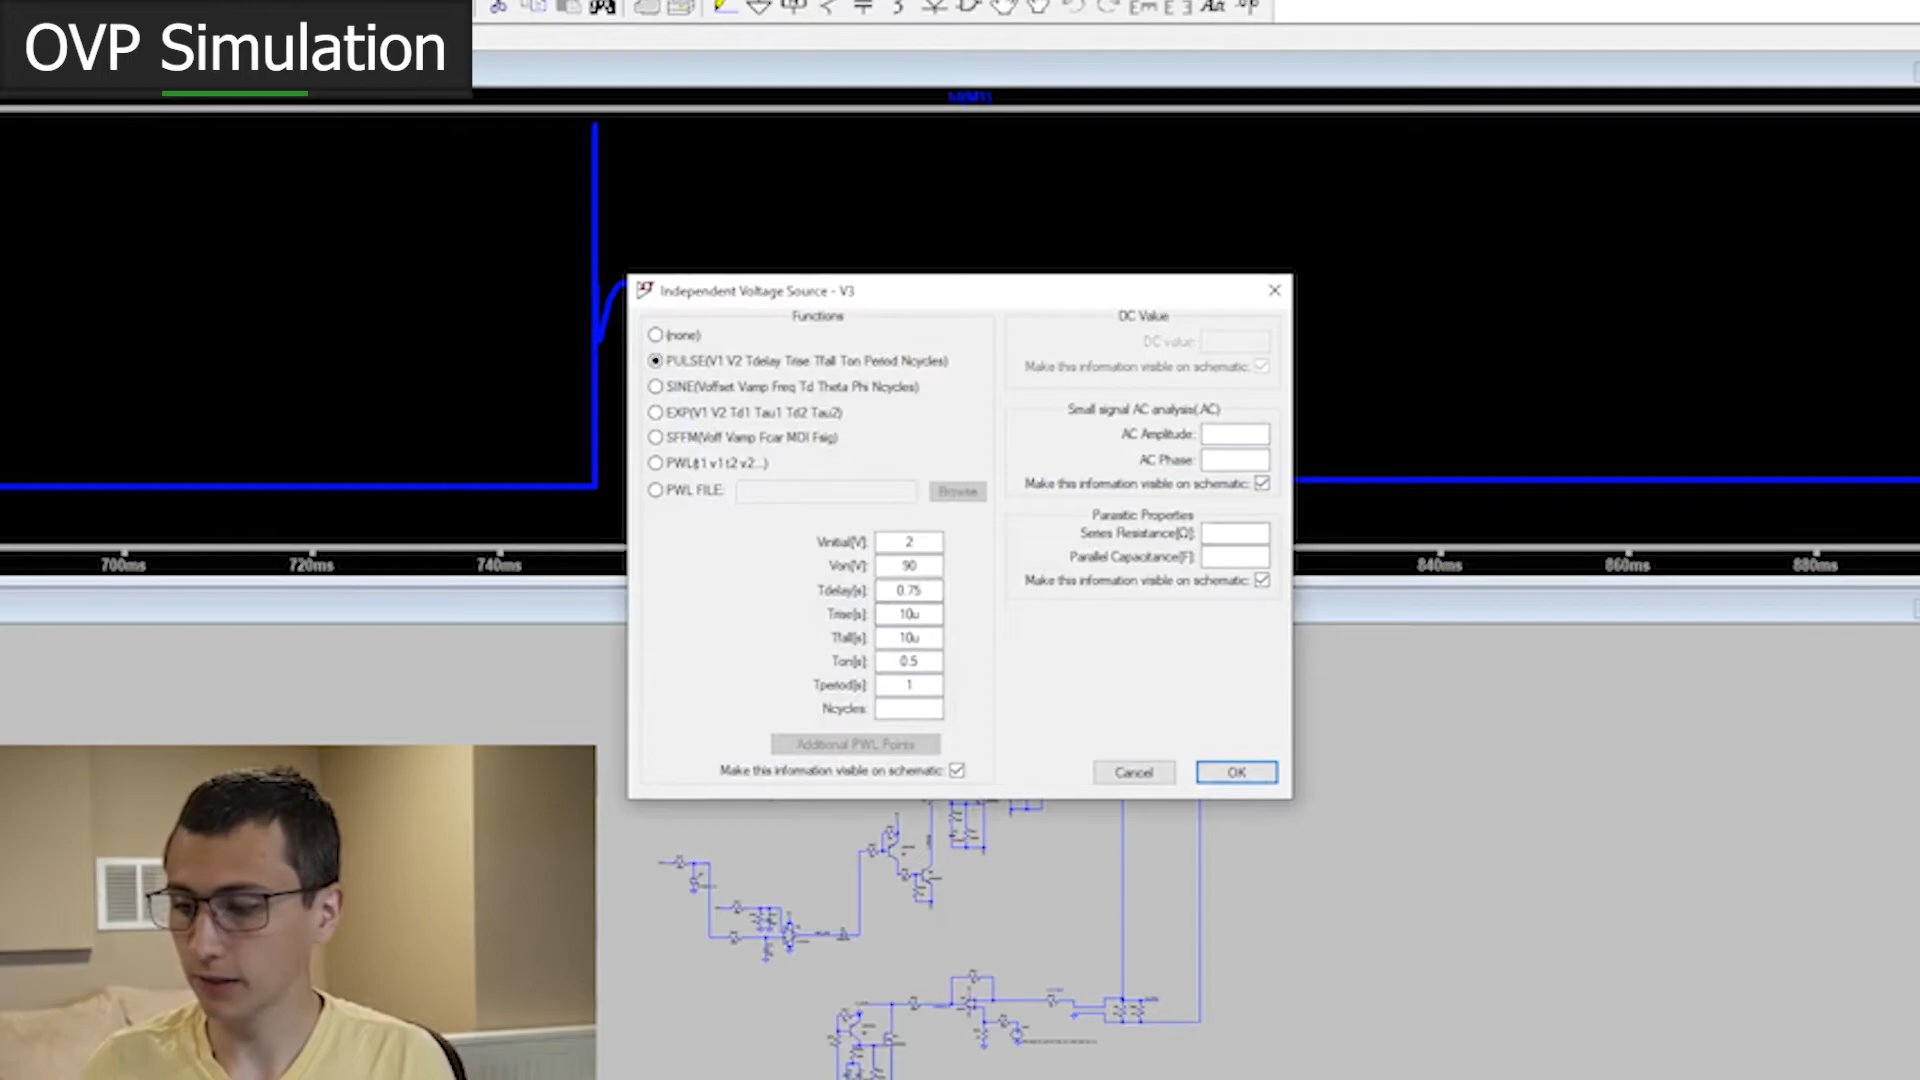 OVP Simulation
Independent Voltage Source - V3
Functions
(none)
PULSE(V1 V2 Tdelay Trise Tfall Ton Period Ncycles)
SINE(Voffset Vamp Freq Td Theta Phi Ncycles)
EXP(V1 V2 Td1 Tau1 Td2 Tau2)
SFFM(Voff Vamp Fcar MDI Fsig)
PWL(t1 v1 t2 v2...)
PWL FILE:
Browse
Vinitial[V]: 2
Von[V]: 90
Tdelay[s]: 0.75
Trise[s]: 10u
Tfall[s]: 10u
Ton[s]: 0.5
Tperiod[s]: 1
Ncycles:
Additional PWL Points
Make this information visible on schematic:
DC Value
DC value:
Make this information visible on schematic:
Small signal AC analysis(.AC)
AC Amplitude:
AC Phase:
Make this information visible on schematic:
Parasitic Properties
Series Resistance[Ω]:
Parallel Capacitance[F]:
Make this information visible on schematic:
Cancel
OK
700ms
720ms
740ms
840ms
860ms
880ms